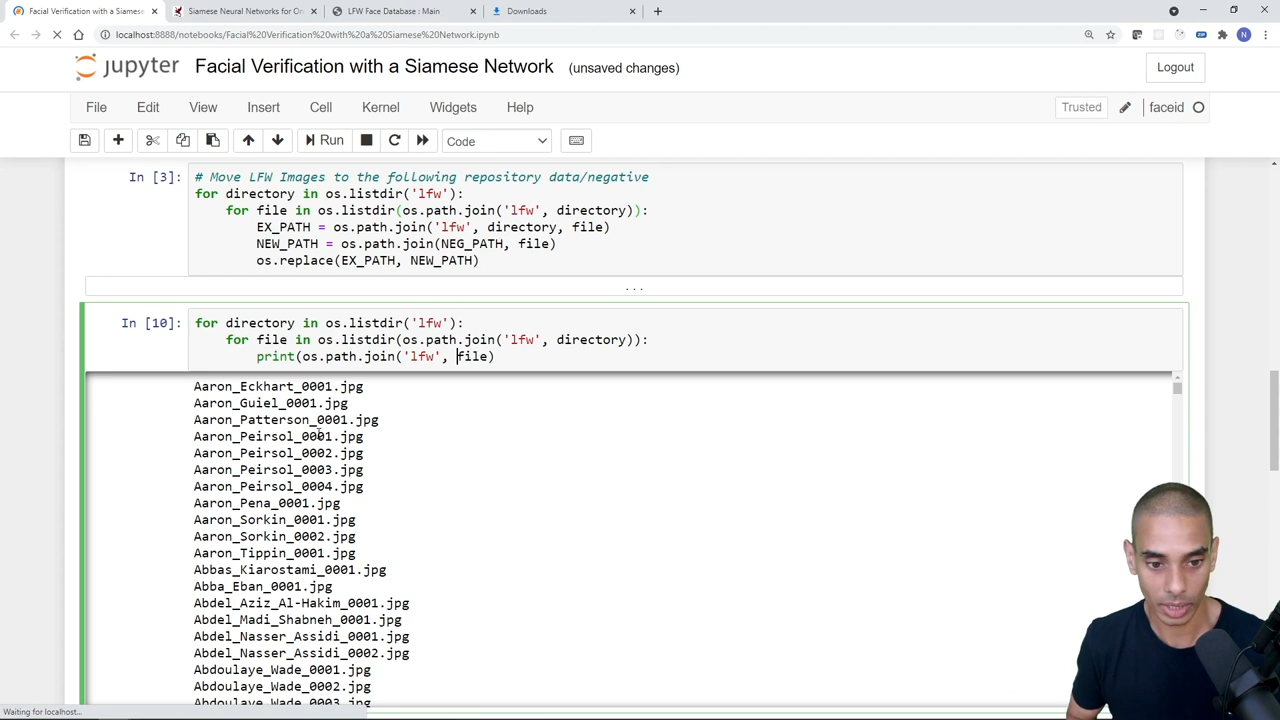 Facial Verification with a Siamese
Siamese Neural Networks for On
LFW Face Database : Main
Downloads
localhost:8888/notebooks/Facial%20Verification%20with%20a%20Siamese%20Network.ipynb
N
jupyter
Facial Verification with a Siamese Network (unsaved changes)
Logout
File Edit View Insert Cell Kernel Widgets Help
Trusted
faceid
Run
Code
In [3]:
# Move LFW Images to the following repository data/negative
for directory in os.listdir('lfw'):
for file in os.listdir(os.path.join('lfw', directory)):
EX_PATH = os.path.join('lfw', directory, file)
NEW_PATH = os.path.join(NEG_PATH, file)
os.replace(EX_PATH, NEW_PATH)
...
In [10]:
for directory in os.listdir('lfw'):
for file in os.listdir(os.path.join('lfw', directory)):
print(os.path.join('lfw', file)
Aaron_Eckhart_0001.jpg
Aaron_Guiel_0001.jpg
Aaron_Patterson_0001.jpg
Aaron_Peirsol_0001.jpg
Aaron_Peirsol_0002.jpg
Aaron_Peirsol_0003.jpg
Aaron_Peirsol_0004.jpg
Aaron_Pena_0001.jpg
Aaron_Sorkin_0001.jpg
Aaron_Sorkin_0002.jpg
Aaron_Tippin_0001.jpg
Abbas_Kiarostami_0001.jpg
Abba_Eban_0001.jpg
Abdel_Aziz_Al-Hakim_0001.jpg
Abdel_Madi_Shabneh_0001.jpg
Abdel_Nasser_Assidi_0001.jpg
Abdel_Nasser_Assidi_0002.jpg
Abdoulaye_Wade_0001.jpg
Abdoulaye_Wade_0002.jpg
Abdoulaye_Wade_0003.jpg
Waiting for localhost...